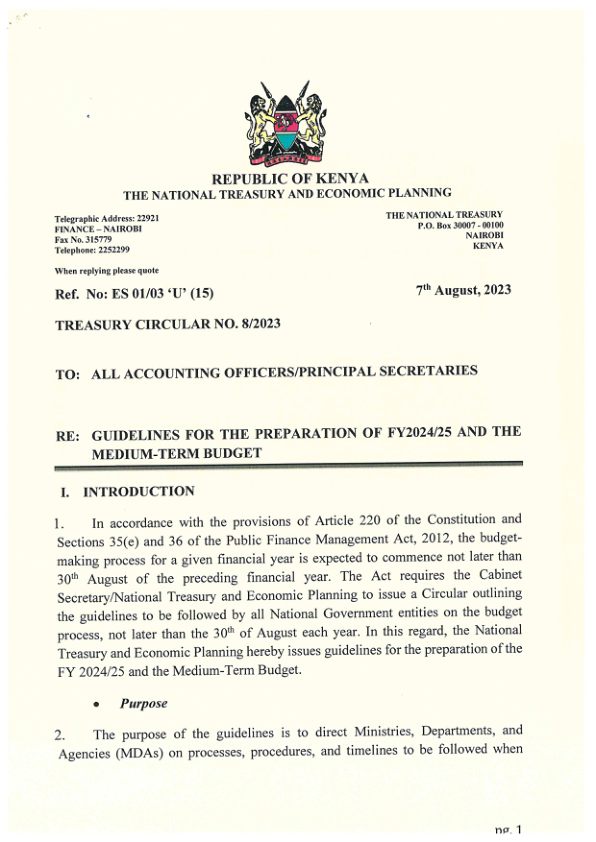 REPUBLIC OF KENYA
THE NATIONAL TREASURY AND ECONOMIC PLANNING
Telegraphic Address: 22921
FINANCE – NAIROBI
Fax No. 315779
Telephone: 2252299
When replying please quote
THE NATIONAL TREASURY
P.O. Box 30007 - 00100
NAIROBI
KENYA
Ref. No: ES 01/03 ‘U’ (15)
7th August, 2023
TREASURY CIRCULAR NO. 8/2023
TO: ALL ACCOUNTING OFFICERS/PRINCIPAL SECRETARIES
RE: GUIDELINES FOR THE PREPARATION OF FY2024/25 AND THE
MEDIUM-TERM BUDGET
I. INTRODUCTION
1. In accordance with the provisions of Article 220 of the Constitution and
Sections 35(e) and 36 of the Public Finance Management Act, 2012, the budget-
making process for a given financial year is expected to commence not later than
30th August of the preceding financial year. The Act requires the Cabinet
Secretary/National Treasury and Economic Planning to issue a Circular outlining
the guidelines to be followed by all National Government entities on the budget
process, not later than the 30th of August each year. In this regard, the National
Treasury and Economic Planning hereby issues guidelines for the preparation of the
FY 2024/25 and the Medium-Term Budget.
• Purpose
2. The purpose of the guidelines is to direct Ministries, Departments, and
Agencies (MDAs) on processes, procedures, and timelines to be followed when
pg. 1